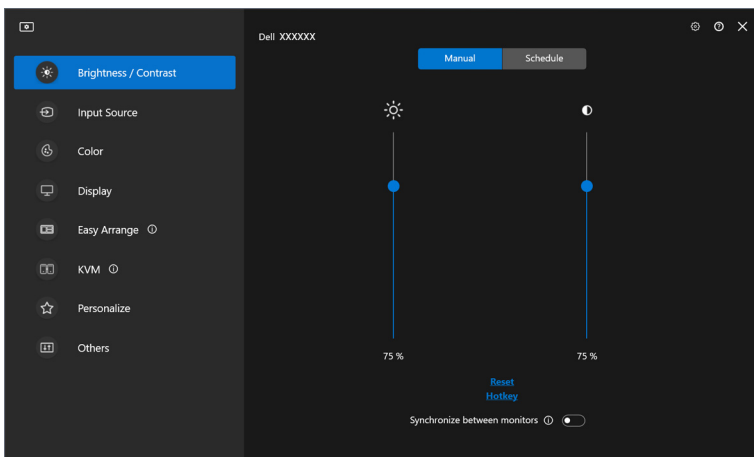 Dell XXXXXX
Manual
Schedule
Brightness / Contrast
Input Source
Color
Display
Easy Arrange
KVM
Personalize
Others
75 %
75 %
Reset
Hotkey
Synchronize between monitors